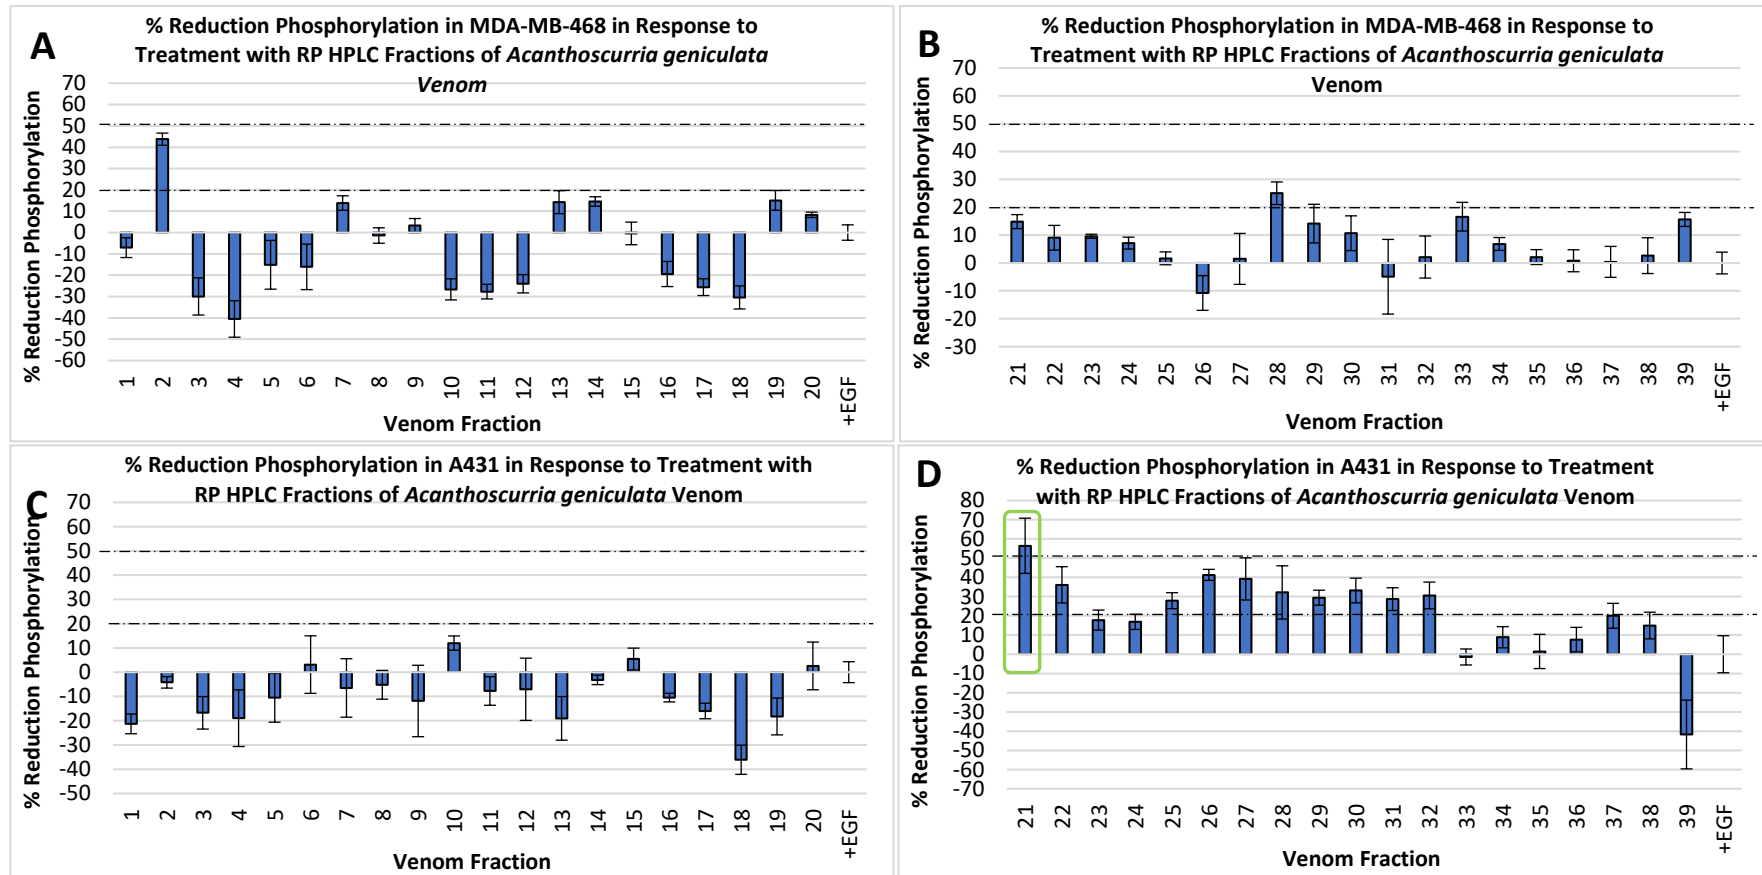 A
% Reduction Phosphorylation in MDA-MB-468 in Response to
Treatment with RP HPLC Fractions of Acanthoscurria geniculata
Venom
% Reduction Phosphorylation
70
60
50
40
30
20
10
0
-10
-20
-30
-40
-50
-60
1 2 3 4 5 6 7 8 9 10 11 12 13 14 15 16 17 18 19 20 +EGF
Venom Fraction
B
% Reduction Phosphorylation in MDA-MB-468 in Response to
Treatment with RP HPLC Fractions of Acanthoscurria geniculata
Venom
% Reduction Phosphorylation
70
60
50
40
30
20
10
0
-10
-20
-30
21 22 23 24 25 26 27 28 29 30 31 32 33 34 35 36 37 38 39 +EGF
Venom Fraction
C
% Reduction Phosphorylation in A431 in Response to Treatment with
RP HPLC Fractions of Acanthoscurria geniculata Venom
% Reduction Phosphorylation
70
60
50
40
30
20
10
0
-10
-20
-30
-40
-50
1 2 3 4 5 6 7 8 9 10 11 12 13 14 15 16 17 18 19 20 +EGF
Venom Fraction
D
% Reduction Phosphorylation in A431 in Response to Treatment
with RP HPLC Fractions of Acanthoscurria geniculata Venom
% Reduction Phosphorylation
80
70
60
50
40
30
20
10
0
-10
-20
-30
-40
-50
-60
-70
21 22 23 24 25 26 27 28 29 30 31 32 33 34 35 36 37 38 39 +EGF
Venom Fraction